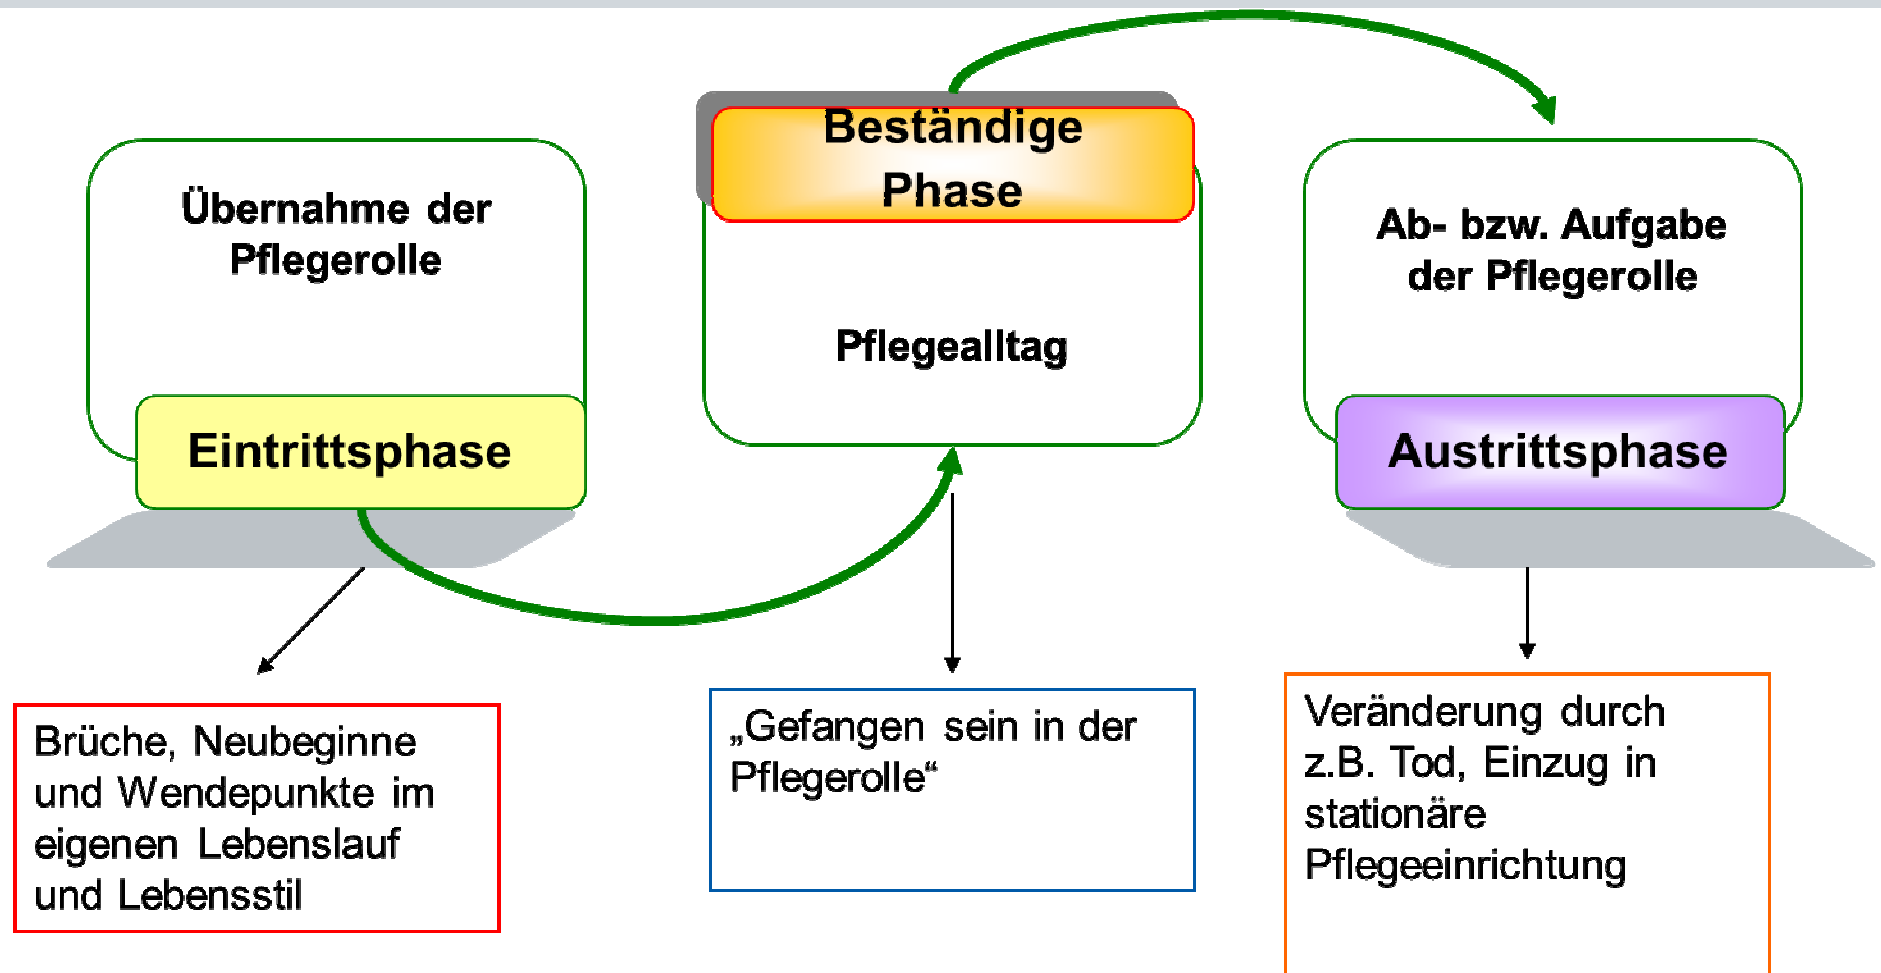 Übernahme der
Pflegerolle
Eintrittsphase
Beständige
Phase
Pflegealltag
Ab- bzw. Aufgabe
der Pflegerolle
Austrittsphase
Brüche, Neubeginne
und Wendepunkte im
eigenen Lebenslauf
und Lebensstil
„Gefangen sein in der
Pflegerolle“
Veränderung durch
z.B. Tod, Einzug in
stationäre
Pflegeeinrichtung